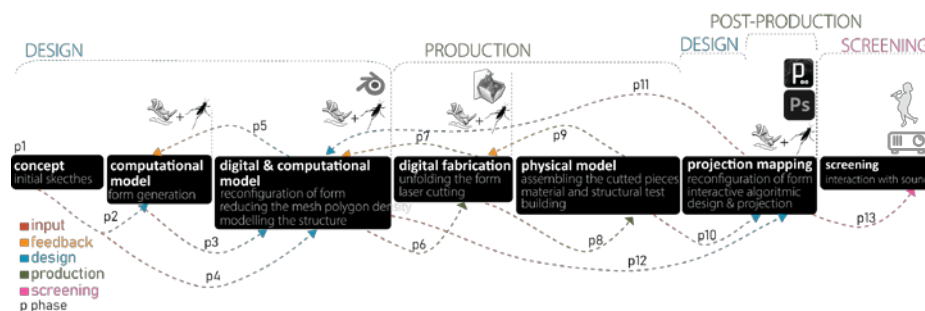 POST-PRODUCTION
DESIGN
PRODUCTION
DESIGN
SCREENING
P
Ps
p11
p1
p5
p7
p9
concept
initial skecthes
computational
model
form generation
digital & computational
model
reconfiguration of form
reducing the mesh polygon density
modelling the structure
digital fabrication
unfolding the form
laser cutting
physical model
assembling the cutted pieces
material and structural test
building
projection mapping
reconfiguration of form
interactive algoritmic
design & projection
screening
interaction with sound
p2
p3
p4
p6
p8
p10
p12
p13
input
feedback
design
production
screening
p phase